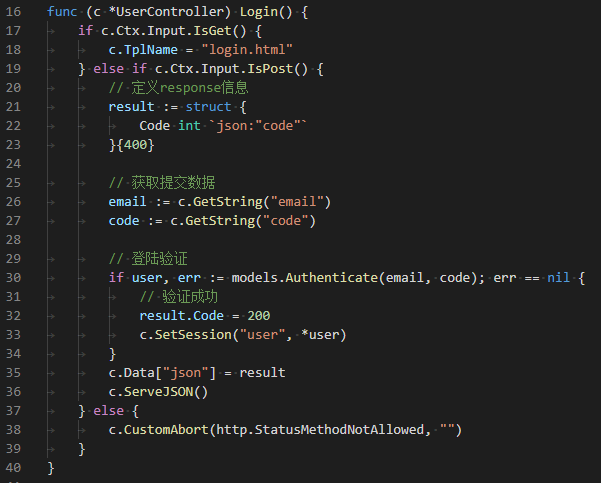 16 func (c *UserController) Login() {
17 if c.Ctx.Input.IsGet() {
18 c.TplName = "login.html"
19 } else if c.Ctx.Input.IsPost() {
20 // 定义response信息
21 result := struct {
22 Code int `json:"code"`
23 }{400}
24
25 // 获取提交数据
26 email := c.GetString("email")
27 code := c.GetString("code")
28
29 // 登陆验证
30 if user, err := models.Authenticate(email, code); err == nil {
31 // 验证成功
32 result.Code = 200
33 c.SetSession("user", *user)
34 }
35 c.Data["json"] = result
36 c.ServeJSON()
37 } else {
38 c.CustomAbort(http.StatusMethodNotAllowed, "")
39 }
40 }